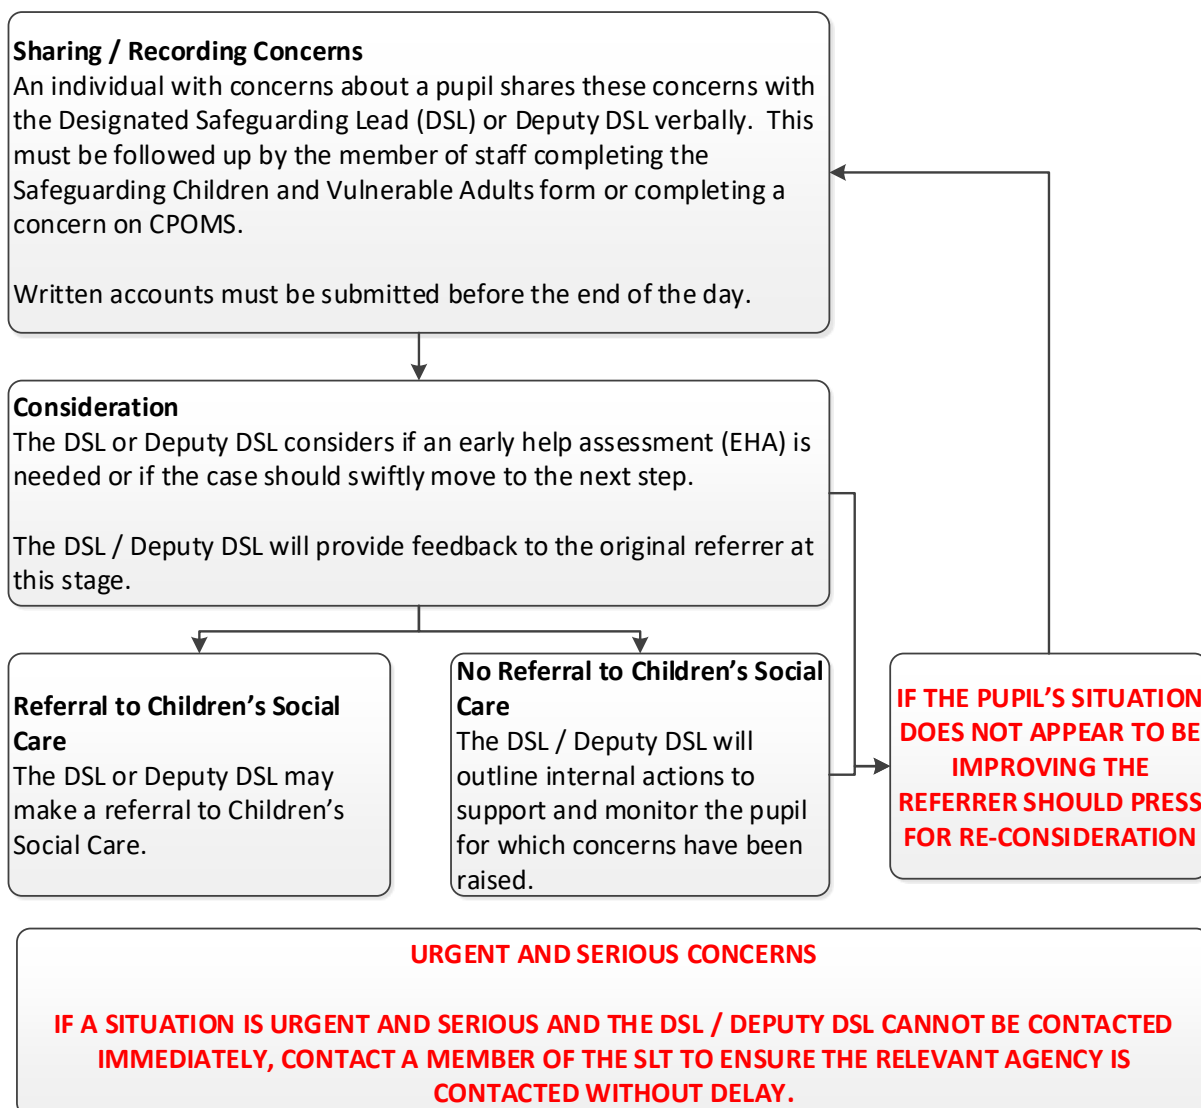 Sharing / Recording Concerns
An individual with concerns about a pupil shares these concerns with
the Designated Safeguarding Lead (DSL) or Deputy DSL verbally.  This
must be followed up by the member of staff completing the
Safeguarding Children and Vulnerable Adults form or completing a
concern on CPOMS.
Written accounts must be submitted before the end of the day.
Consideration
The DSL or Deputy DSL considers if an early help assessment (EHA) is
needed or if the case should swiftly move to the next step.
The DSL / Deputy DSL will provide feedback to the original referrer at
this stage.
Referral to Children’s Social
Care
The DSL or Deputy DSL may
make a referral to Children’s
Social Care.
No Referral to Children’s Social
Care
The DSL / Deputy DSL will
outline internal actions to
support and monitor the pupil
for which concerns have been
raised.
IF THE PUPIL’S SITUATION
DOES NOT APPEAR TO BE
IMPROVING THE
REFERRER SHOULD PRESS
FOR RE-CONSIDERATION
URGENT AND SERIOUS CONCERNS
IF A SITUATION IS URGENT AND SERIOUS AND THE DSL / DEPUTY DSL CANNOT BE CONTACTED
IMMEDIATELY, CONTACT A MEMBER OF THE SLT TO ENSURE THE RELEVANT AGENCY IS
CONTACTED WITHOUT DELAY.